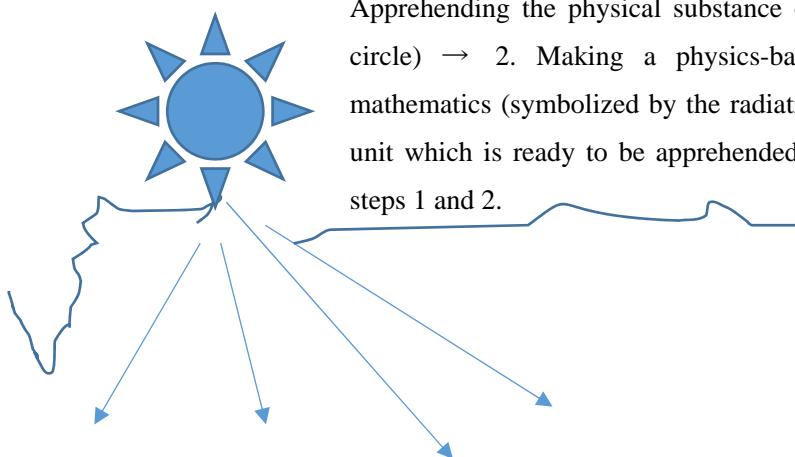 Apprehending the physical substance
circle) → 2. Making a physics-ba
mathematics (symbolized by the radiati
unit which is ready to be apprehended
steps 1 and 2.